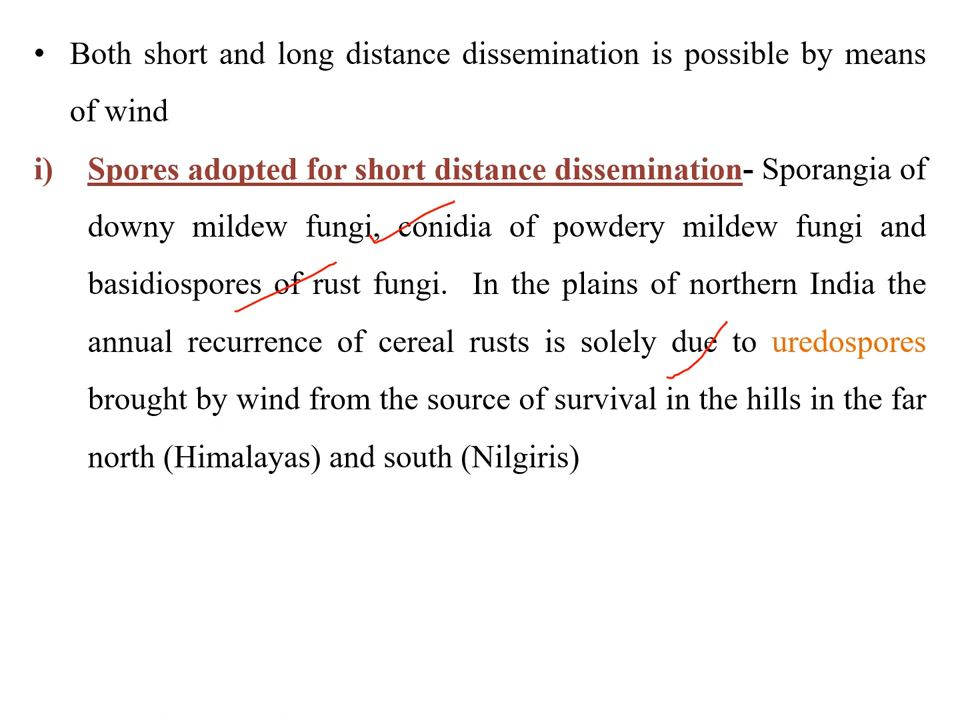 • Both short and long distance dissemination is possible by means
of wind
i) Spores adopted for short distance dissemination- Sporangia of
downy mildew fungi, conidia of powdery mildew fungi and
basidiospores of rust fungi. In the plains of northern India the
annual recurrence of cereal rusts is solely due to uredospores
brought by wind from the source of survival in the hills in the far
north (Himalayas) and south (Nilgiris)